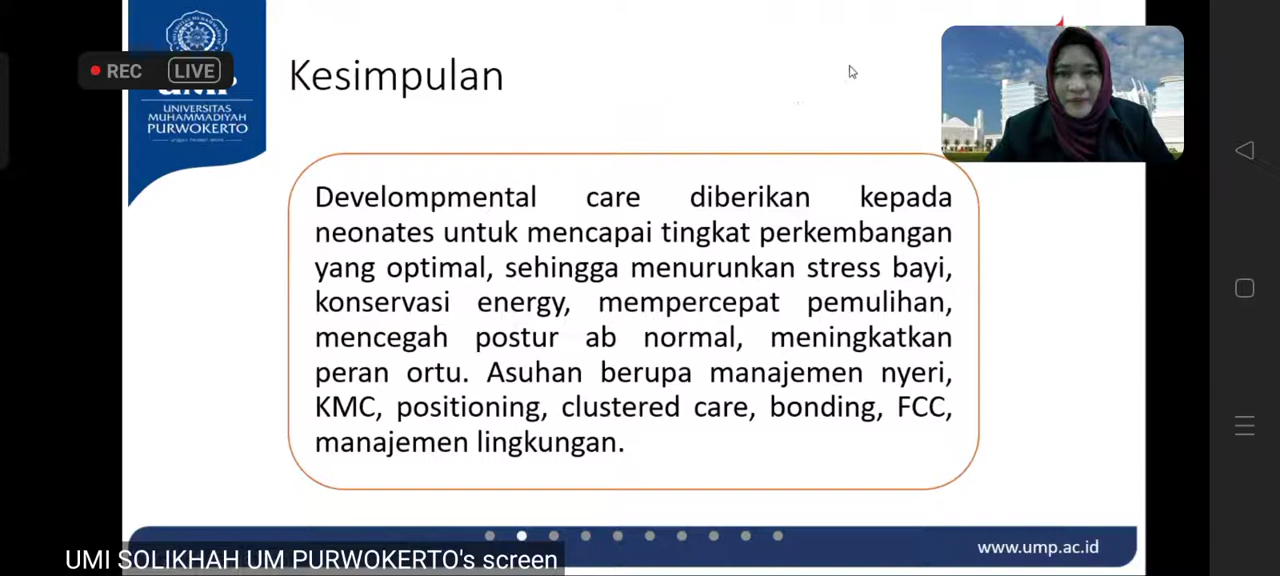 REC LIVE
UNIVERSITAS
MUHAMMADIYAH
PURWOKERTO
Kesimpulan
Develompmental care diberikan kepada
neonates untuk mencapai tingkat perkembangan
yang optimal, sehingga menurunkan stress bayi,
konservasi energy, mempercepat pemulihan,
mencegah postur ab normal, meningkatkan
peran ortu. Asuhan berupa manajemen nyeri,
KMC, positioning, clustered care, bonding, FCC,
manajemen lingkungan.
www.ump.ac.id
UMI SOLIKHAH UM PURWOKERTO's screen